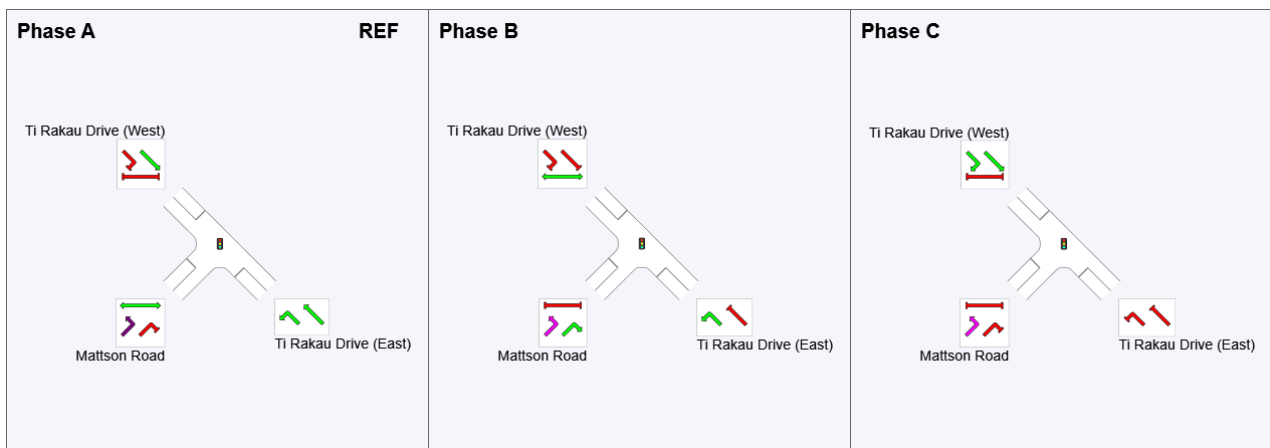 Phase A
REF
Ti Rakau Drive (West)
Mattson Road
Ti Rakau Drive (East)
Phase B
Ti Rakau Drive (West)
Mattson Road
Ti Rakau Drive (East)
Phase C
Ti Rakau Drive (West)
Mattson Road
Ti Rakau Drive (East)